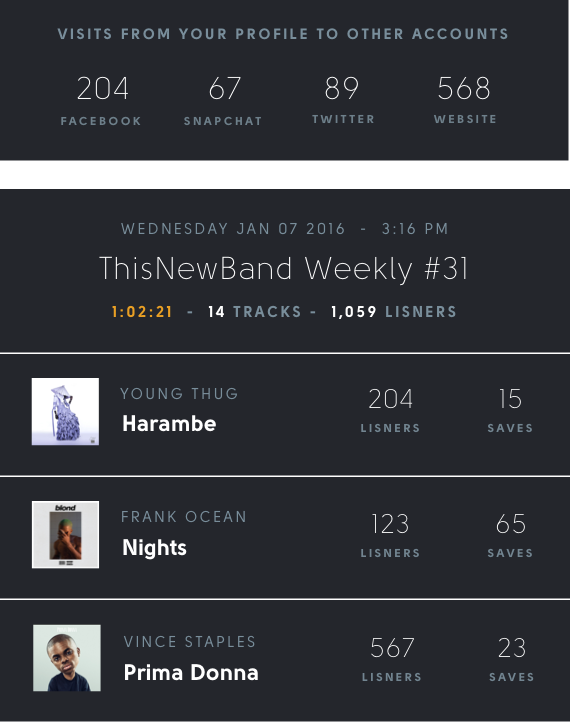 VISITS FROM YOUR PROFILE TO OTHER ACCOUNTS
204 67 89 568
FACEBOOK SNAPCHAT TWITTER WEBSITE
WEDNESDAY JAN 07 2016 - 3:16 PM
ThisNewBand Weekly #31
1:02:21 - 14 TRACKS - 1,059 LISNERS
YOUNG THUG
Harambe
204 15
LISNERS SAVES
blond
FRANK OCEAN
Nights
123 65
LISNERS SAVES
VINCE STAPLES
Prima Donna
567 23
LISNERS SAVES